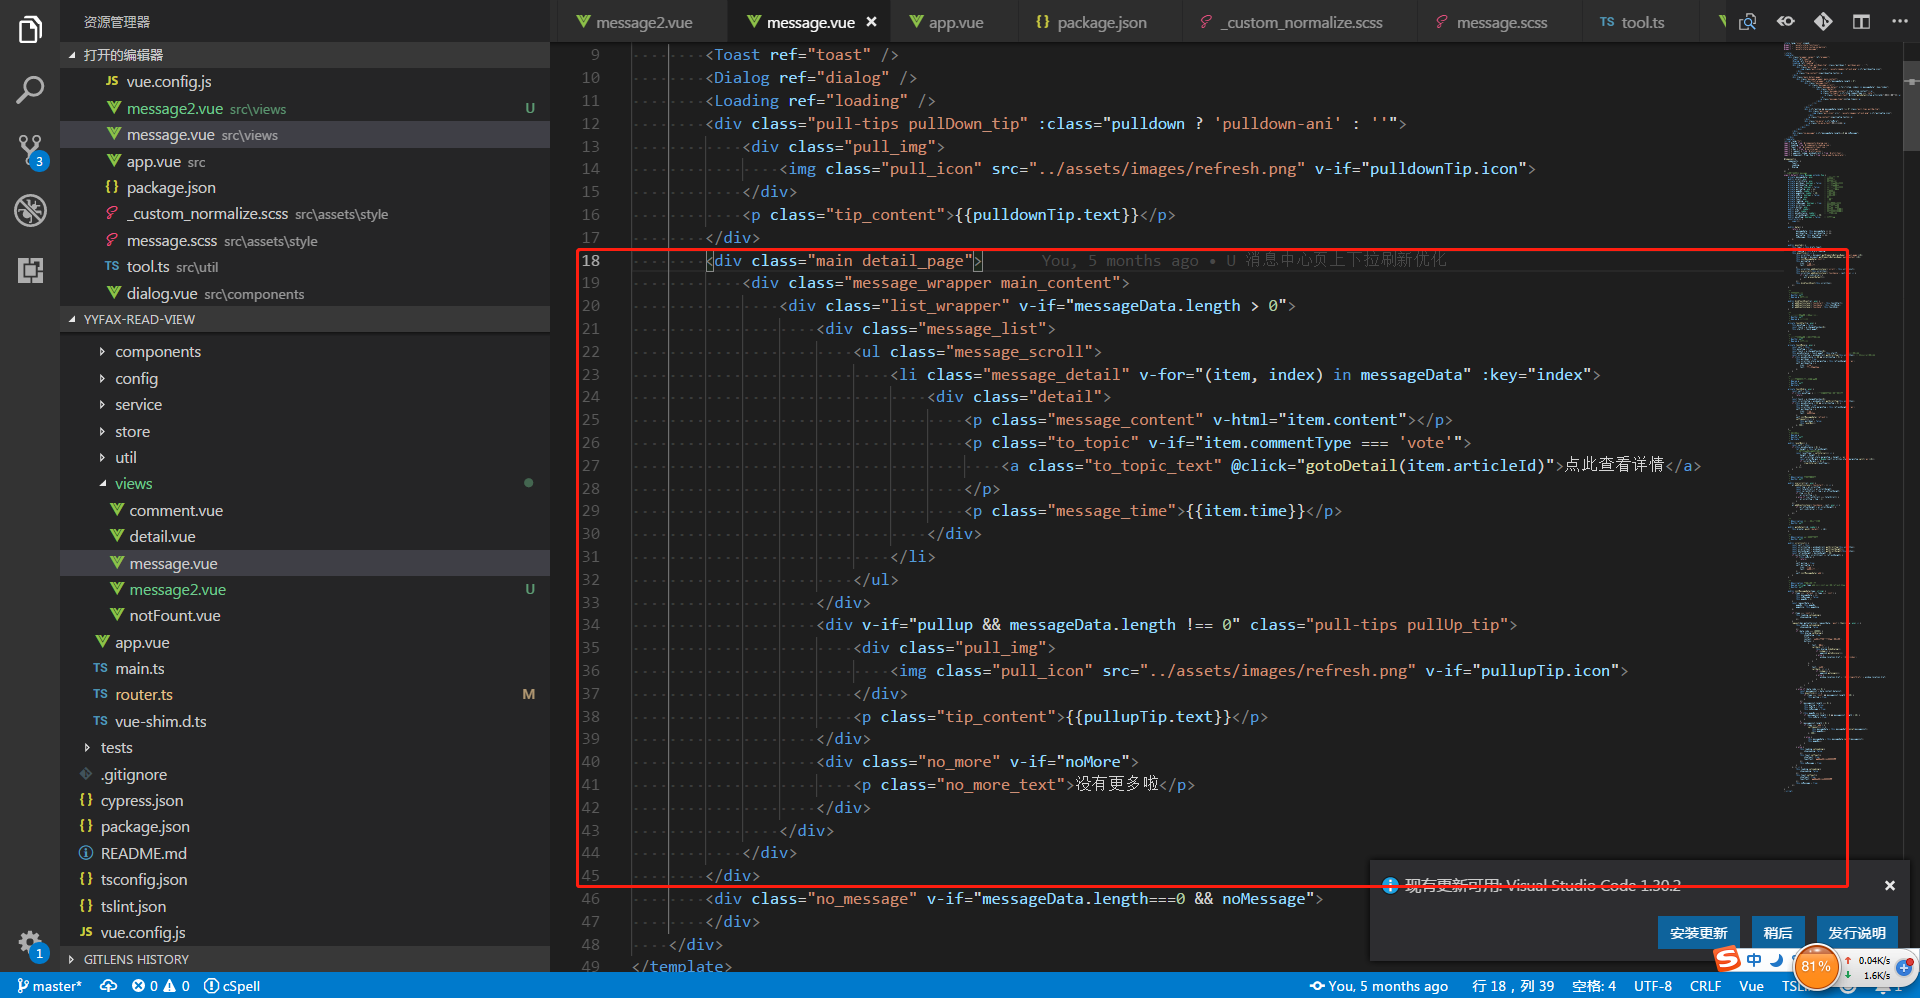 资源管理器
打开的编辑器
JS vue.config.js
message2.vue src\views U
message.vue src\views
app.vue src
{} package.json
_custom_normalize.scss src\assets\style
message.scss src\assets\style
TS tool.ts src\util
dialog.vue src\components
YYFAX-READ-VIEW
components
config
service
store
util
views
comment.vue
detail.vue
message.vue
message2.vue U
notFount.vue
app.vue
TS main.ts
TS router.ts M
TS vue-shim.d.ts
tests
.gitignore
{} cypress.json
{} package.json
README.md
{} tsconfig.json
{} tslint.json
JS vue.config.js
GITLENS HISTORY
3
1
message2.vue message.vue app.vue {} package.json _custom_normalize.scss message.scss TS tool.ts
9 <Toast ref="toast" />
10 <Dialog ref="dialog" />
11 <Loading ref="loading" />
12 <div class="pull-tips pullDown_tip" :class="pulldown ? 'pulldown-ani' : ''">
13 <div class="pull_img">
14 <img class="pull_icon" src="../assets/images/refresh.png" v-if="pulldownTip.icon">
15 </div>
16 <p class="tip_content">{{pulldownTip.text}}</p>
17 </div>
18 <div class="main detail_page"> You, 5 months ago • U 消息中心页上下拉刷新优化
19 <div class="message_wrapper main_content">
20 <div class="list_wrapper" v-if="messageData.length > 0">
21 <div class="message_list">
22 <ul class="message_scroll">
23 <li class="message_detail" v-for="(item, index) in messageData" :key="index">
24 <div class="detail">
25 <p class="message_content" v-html="item.content"></p>
26 <p class="to_topic" v-if="item.commentType === 'vote'">
27 <a class="to_topic_text" @click="gotoDetail(item.articleId)">点此查看详情</a>
28 </p>
29 <p class="message_time">{{item.time}}</p>
30 </div>
31 </li>
32 </ul>
33 </div>
34 <div v-if="pullup && messageData.length !== 0" class="pull-tips pullUp_tip">
35 <div class="pull_img">
36 <img class="pull_icon" src="../assets/images/refresh.png" v-if="pullupTip.icon">
37 </div>
38 <p class="tip_content">{{pullupTip.text}}</p>
39 </div>
40 <div class="no_more" v-if="noMore">
41 <p class="no_more_text">没有更多啦</p>
42 </div>
43 </div>
44 </div>
45 </div>
46 <div class="no_message" v-if="messageData.length===0 && noMessage">
47 </div>
48 </div>
49 </template>
现有更新可用: Visual Studio Code 1.30.2
安装更新 稍后 发行说明
中
81% 0.04K/s
1.6K/s
master* 0 0 cSpell You, 5 months ago 行 18，列 39 空格: 4 UTF-8 CRLF Vue